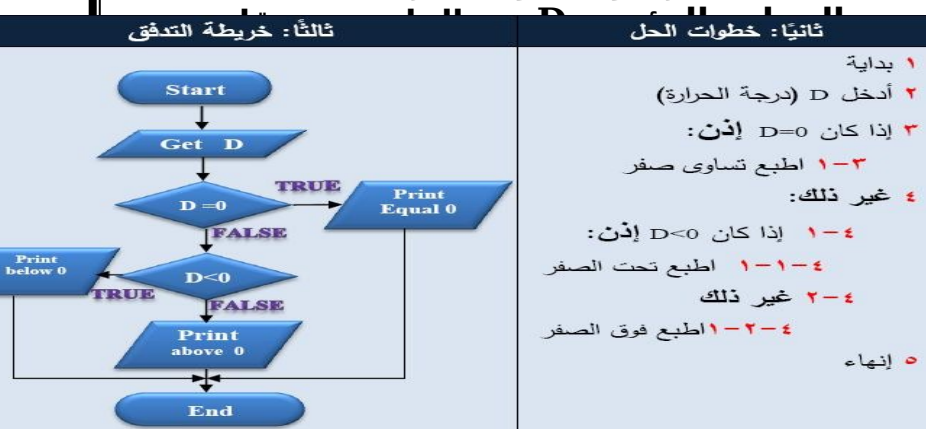 ثانيًا: خطوات الحل
١ بداية
٢ أدخل D (درجة الحرارة)
٣ إذا كان D=0 إذن:
٣-١ اطبع تساوى صفر
٤ غير ذلك:
٤-١ إذا كان D<0 إذن:
٤-١-١ اطبع تحت الصفر
٤-٢ غير ذلك
٤-٢-١ اطبع فوق الصفر
٥ إنهاء
ثالثًا: خريطة التدفق
Start
Get D
D =0
TRUE
Print
Equal 0
FALSE
D<0
TRUE
Print
below 0
FALSE
Print
above 0
End